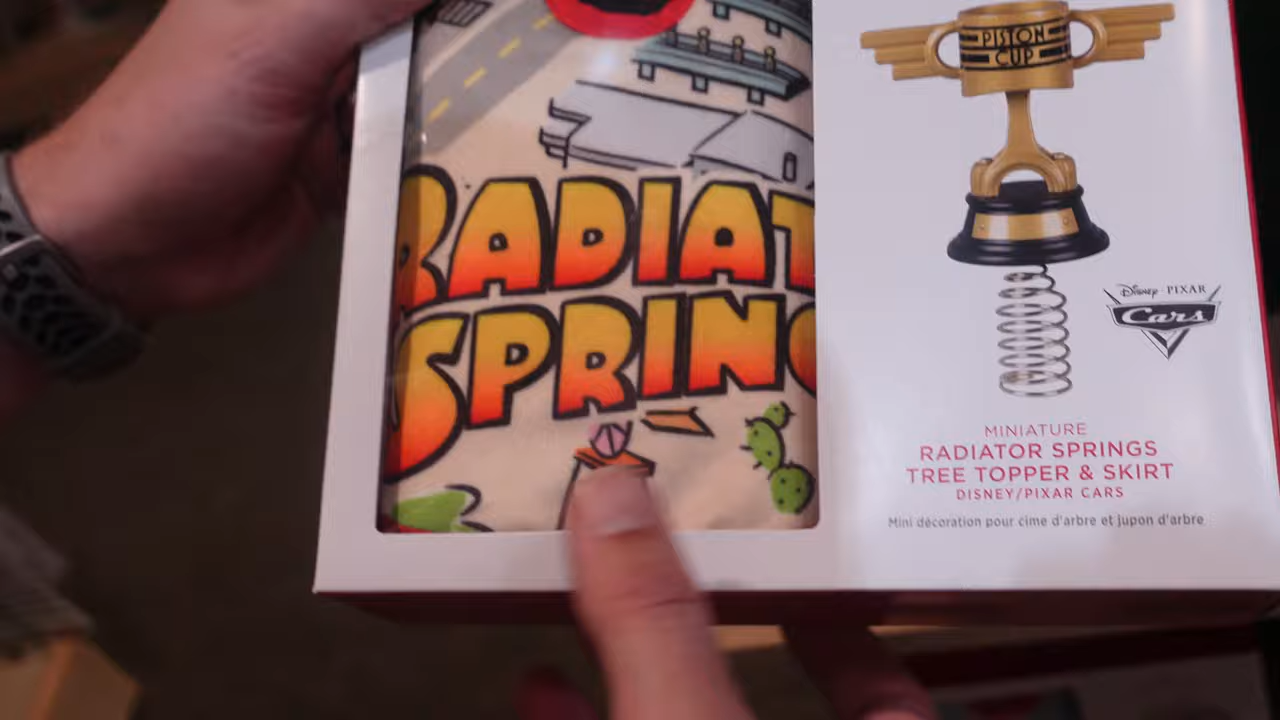 RADIAT
SPRING
PISTON
CUP
Disney · PIXAR
Cars
MINIATURE
RADIATOR SPRINGS
TREE TOPPER & SKIRT
DISNEY/PIXAR CARS
Mini décoration pour cime d'arbre et jupon d'arbre